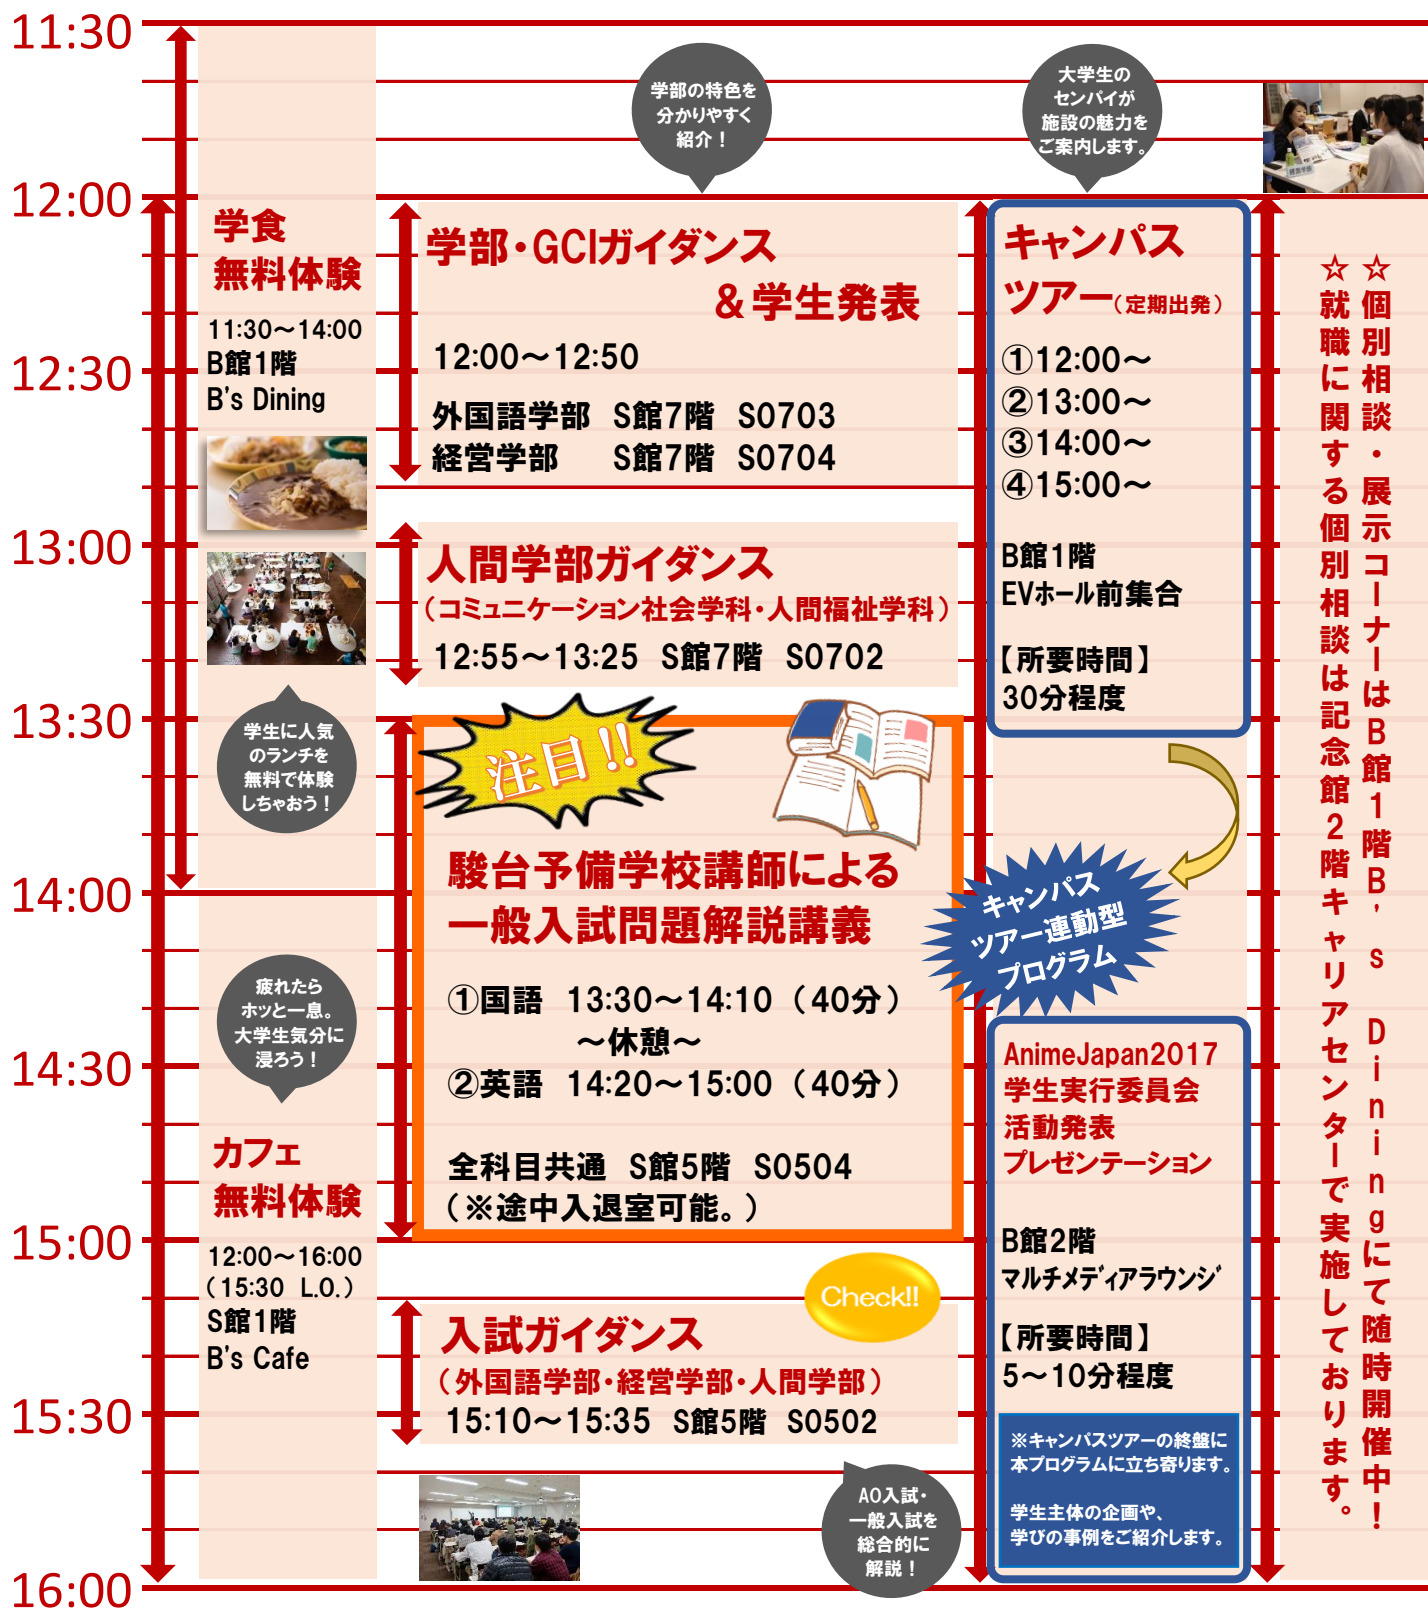 11:30
12:00
12:30
13:00
13:30
14:00
14:30
15:00
15:30
16:00
学食
無料体験
11:30～14:00
B館1階
B's Dining
学生に人気
のランチを
無料で体験
しちゃおう！
疲れたら
ホッと一息。
大学生気分に
浸ろう！
カフェ
無料体験
12:00～16:00
（15:30 L.O.）
S館1階
B's Cafe
学部の特色を
分かりやすく
紹介！
学部・GCIガイダンス
＆学生発表
12:00～12:50
外国語学部 S館7階 S0703
経営学部 S館7階 S0704
人間学部ガイダンス
（コミュニケーション社会学科・人間福祉学科）
12:55～13:25 S館7階 S0702
注目!!
駿台予備学校講師による
一般入試問題解説講義
①国語 13:30～14:10（40分）
～休憩～
②英語 14:20～15:00（40分）
全科目共通 S館5階 S0504
（※途中入退室可能。）
Check!!
入試ガイダンス
（外国語学部・経営学部・人間学部）
15:10～15:35 S館5階 S0502
AO入試・
一般入試を
総合的に
解説！
大学生の
センパイが
施設の魅力を
ご案内します。
キャンパス
ツアー（定期出発）
①12:00～
②13:00～
③14:00～
④15:00～
B館1階
EVホール前集合
【所要時間】
30分程度
キャンパス
ツアー連動型
プログラム
AnimeJapan2017
学生実行委員会
活動発表
プレゼンテーション
B館2階
マルチメディアラウンジ
【所要時間】
5～10分程度
※キャンパスツアーの終盤に
本プログラムに立ち寄ります。
学生主体の企画や、
学びの事例をご紹介します。
☆個別相談・展示コーナーはB館1階B's Diningにて随時開催中！
☆就職に関する個別相談は記念館2階キャリアセンターで実施しております。